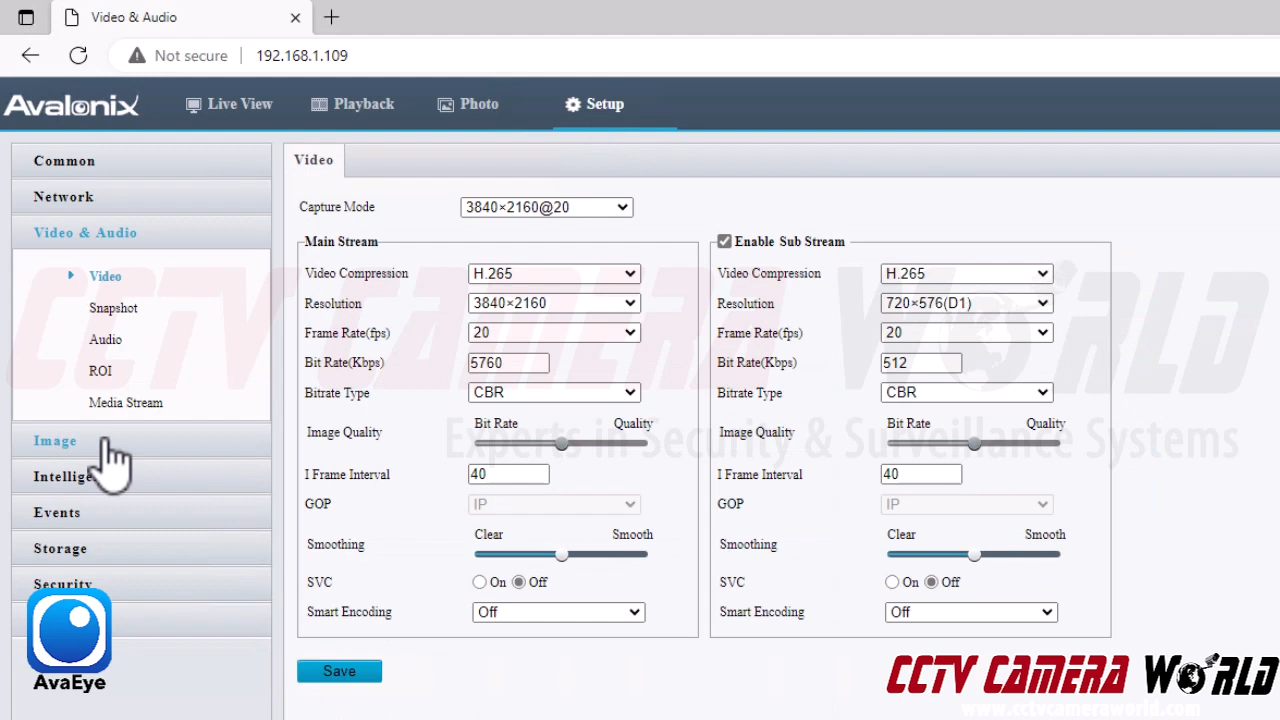 Video & Audio
Not secure
192.168.1.109
Avalonix
Live View
Playback
Photo
Setup
Common
Network
Video & Audio
Video
Snapshot
Audio
ROI
Media Stream
Image
Events
Storage
Security
AvaEye
Video
Capture Mode
3840×2160@20
Main Stream
Video Compression
H.265
Resolution
3840×2160
Frame Rate(fps)
20
Bit Rate(Kbps)
5760
Bitrate Type
CBR
Image Quality
Bit Rate
Quality
I Frame Interval
40
GOP
IP
Smoothing
Clear
Smooth
SVC
On
Off
Smart Encoding
Off
Enable Sub Stream
Video Compression
H.265
Resolution
720×576(D1)
Frame Rate(fps)
20
Bit Rate(Kbps)
512
Bitrate Type
CBR
Image Quality
Bit Rate
Quality
I Frame Interval
40
GOP
IP
Smoothing
Clear
Smooth
SVC
On
Off
Smart Encoding
Off
Save
CCTV CAMERA WORLD
Experts in Security & Surveillance Systems
CCTV CAMERA WORLD
www.cctvcameraworld.com